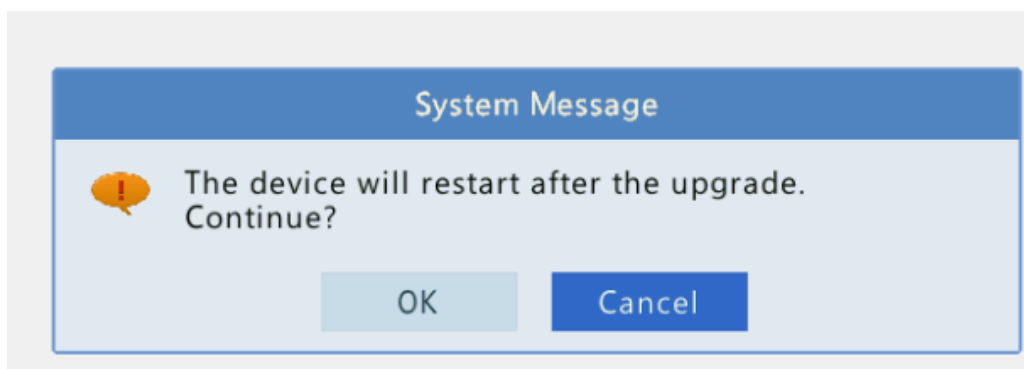 System Message
The device will restart after the upgrade.
Continue?
OK
Cancel